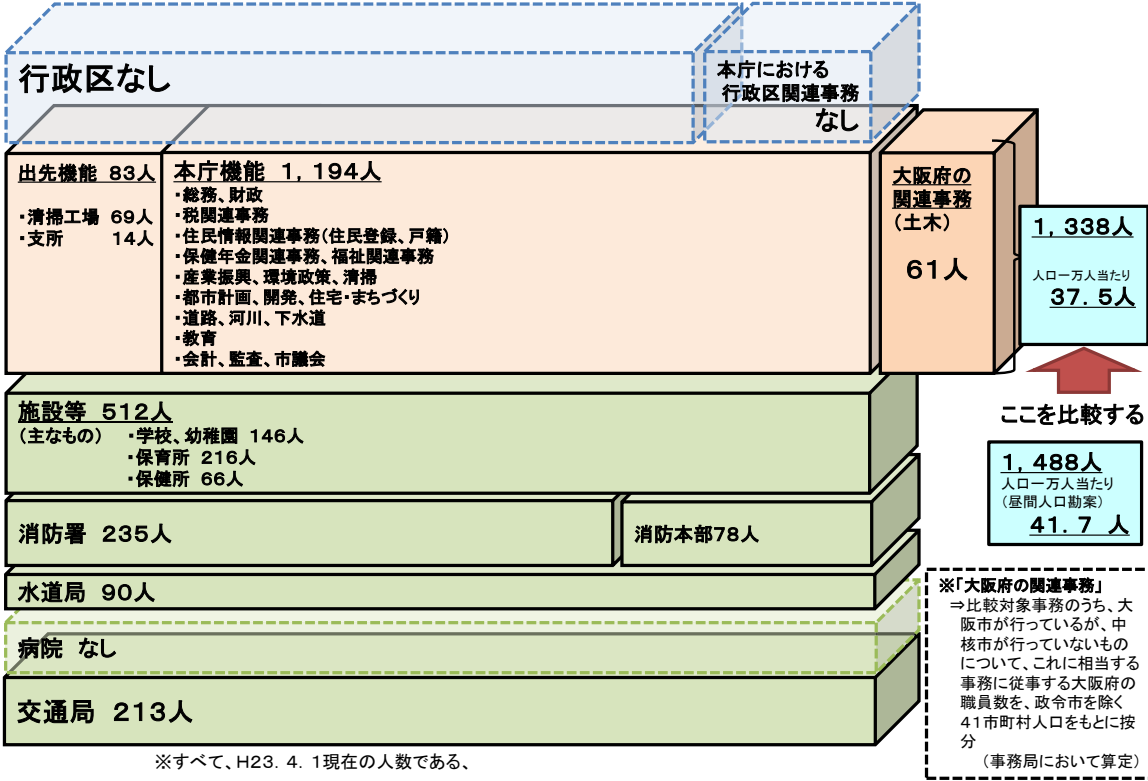 行政区なし
本庁における
行政区関連事務
なし
出先機能 83人
・清掃工場 69人
・支所 14人
本庁機能 1,194人
・総務、財政
・税関連事務
・住民情報関連事務(住民登録、戸籍)
・保健年金関連事務、福祉関連事務
・産業振興、環境政策、清掃
・都市計画、開発、住宅・まちづくり
・道路、河川、下水道
・教育
・会計、監査、市議会
大阪府の
関連事務
(土木)
61人
1,338人
人口一万人当たり
37.5人
ここを比較する
1,488人
人口一万人当たり
(昼間人口勘案)
41.7 人
施設等 512人
(主なもの) ・学校、幼稚園 146人
・保育所 216人
・保健所 66人
消防署 235人
消防本部78人
水道局 90人
病院 なし
交通局 213人
※「大阪府の関連事務」
⇒比較対象事務のうち、大
阪市が行っているが、中
核市が行っていないもの
について、これに相当する
事務に従事する大阪府の
職員数を、政令市を除く
41市町村人口をもとに按
分
(事務局において算定)
※すべて、H23.4.1現在の人数である、